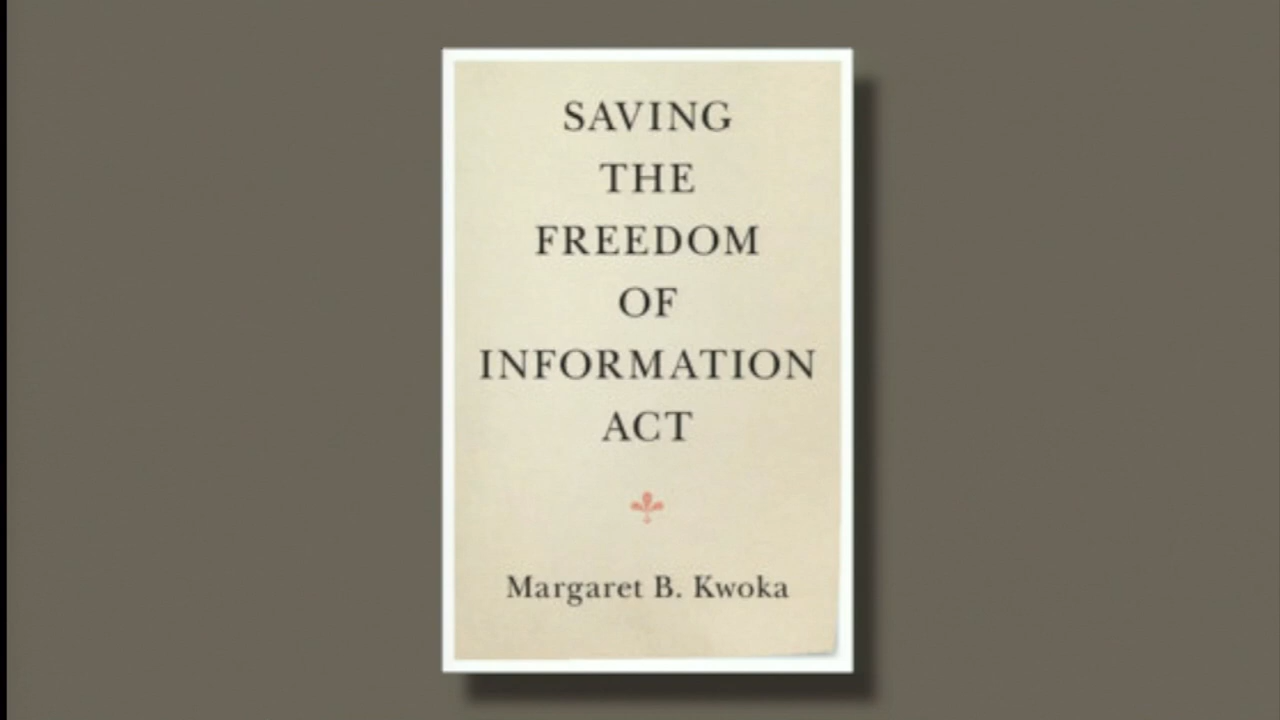 SAVING
THE
FREEDOM
OF
INFORMATION
ACT
Margaret B. Kwoka